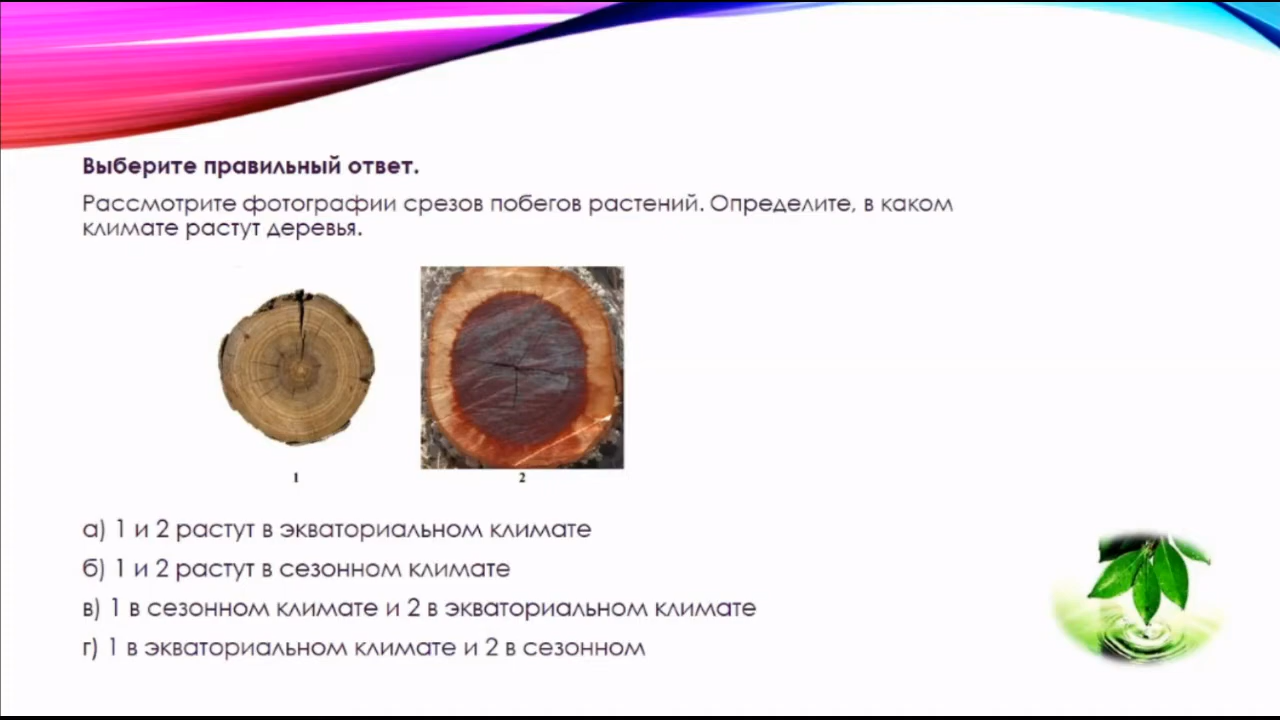 Выберите правильный ответ.
Рассмотрите фотографии срезов побегов растений. Определите, в каком
климате растут деревья.
1 2
а) 1 и 2 растут в экваториальном климате
б) 1 и 2 растут в сезонном климате
в) 1 в сезонном климате и 2 в экваториальном климате
г) 1 в экваториальном климате и 2 в сезонном